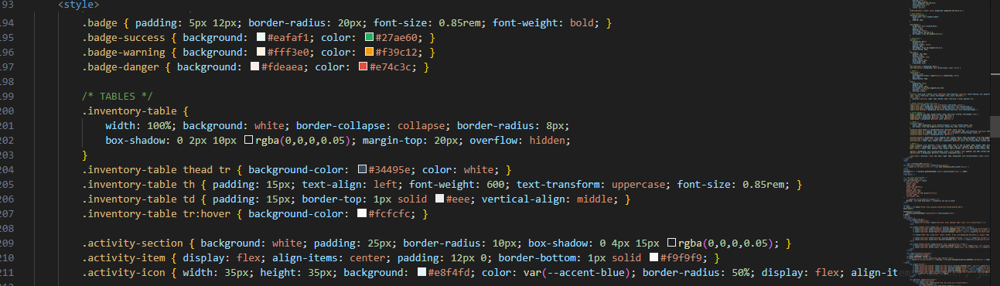 93 <style>
194 .badge { padding: 5px 12px; border-radius: 20px; font-size: 0.85rem; font-weight: bold; }
195 .badge-success { background: #eafaf1; color: #27ae60; }
196 .badge-warning { background: #fff3e0; color: #f39c12; }
197 .badge-danger { background: #fdeaea; color: #e74c3c; }
198
199 /* TABLES */
200 .inventory-table {
201 width: 100%; background: white; border-collapse: collapse; border-radius: 8px;
202 box-shadow: 0 2px 10px rgba(0,0,0,0.05); margin-top: 20px; overflow: hidden;
203 }
204 .inventory-table thead tr { background-color: #34495e; color: white; }
205 .inventory-table th { padding: 15px; text-align: left; font-weight: 600; text-transform: uppercase; font-size: 0.85rem; }
206 .inventory-table td { padding: 15px; border-top: 1px solid #eee; vertical-align: middle; }
207 .inventory-table tr:hover { background-color: #fcfcfc; }
208
209 .activity-section { background: white; padding: 25px; border-radius: 10px; box-shadow: 0 4px 15px rgba(0,0,0,0.05); }
210 .activity-item { display: flex; align-items: center; padding: 12px 0; border-bottom: 1px solid #f9f9f9; }
211 .activity-icon { width: 35px; height: 35px; background: #e8f4fd; color: var(--accent-blue); border-radius: 50%; display: flex; align-ite